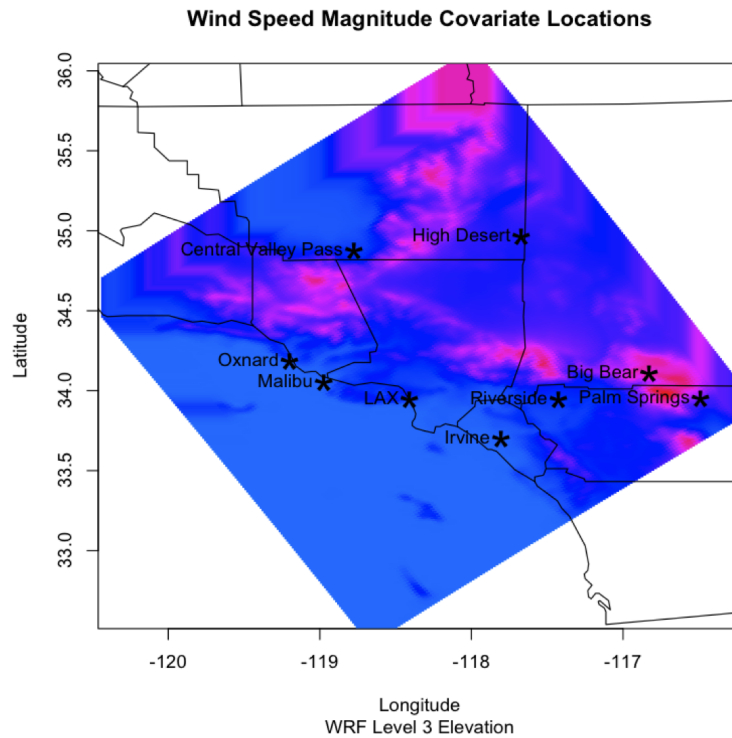 Wind Speed Magnitude Covariate Locations
36.0
35.5
35.0
34.5
34.0
33.5
33.0
Latitude
High Desert
Central Valley Pass
Oxnard
Big Bear
Malibu
LAX
Riverside
Palm Springs
Irvine
-120
-119
-118
-117
Longitude
WRF Level 3 Elevation